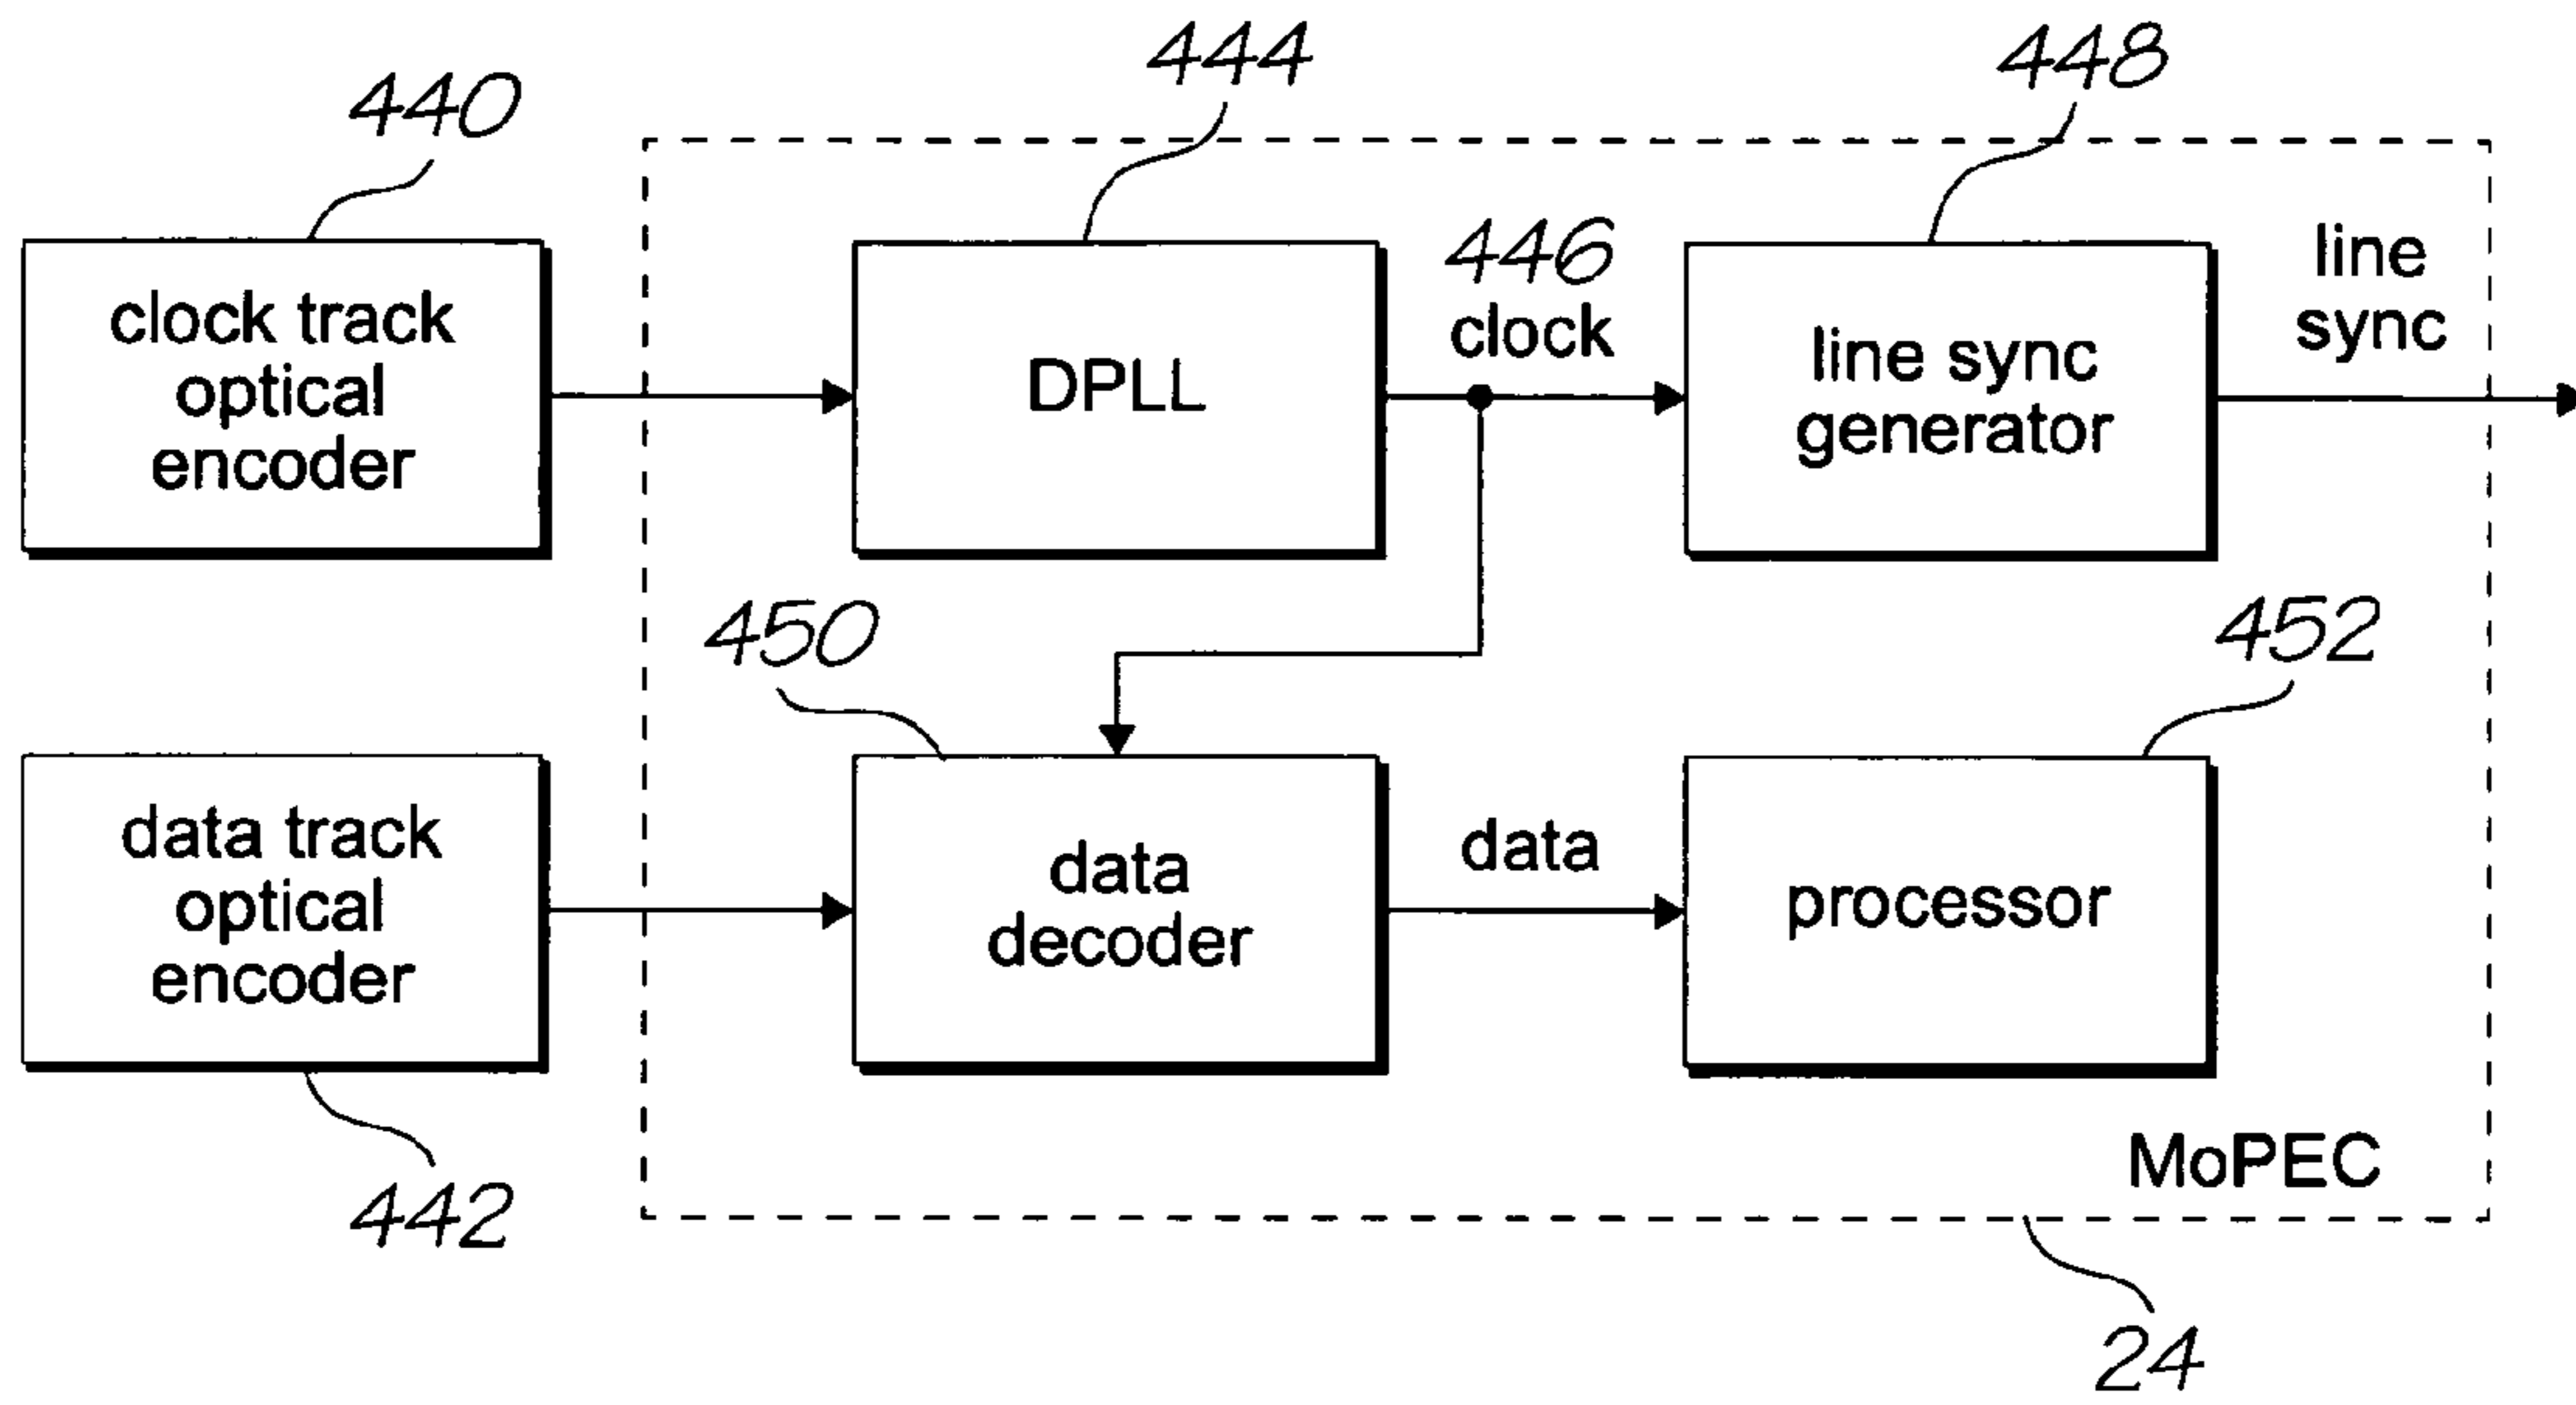 440
444
448
clock track
optical
encoder
DPLL
446
clock
line sync
generator
line
sync
450
452
data track
optical
encoder
data
decoder
data
processor
MoPEC
442
24